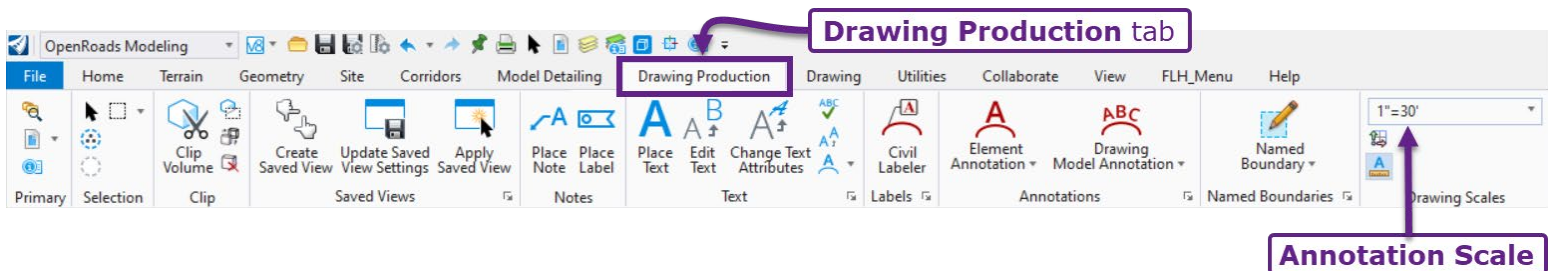 Drawing Production tab
OpenRoads Modeling
V8
File Home Terrain Geometry Site Corridors Model Detailing Drawing Production Drawing Utilities Collaborate View FLH_Menu Help
Clip
Volume
Create
Saved View
Update Saved
View Settings
Apply
Saved View
Place
Note
Place
Label
Place
Text
Edit
Text
Change Text
Attributes
ABC
Civil
Labeler
Element
Annotation
ABC
Drawing
Model Annotation
Named
Boundary
1"=30'
Primary Selection Clip Saved Views Notes Text Labels Annotations Named Boundaries Drawing Scales
Annotation Scale